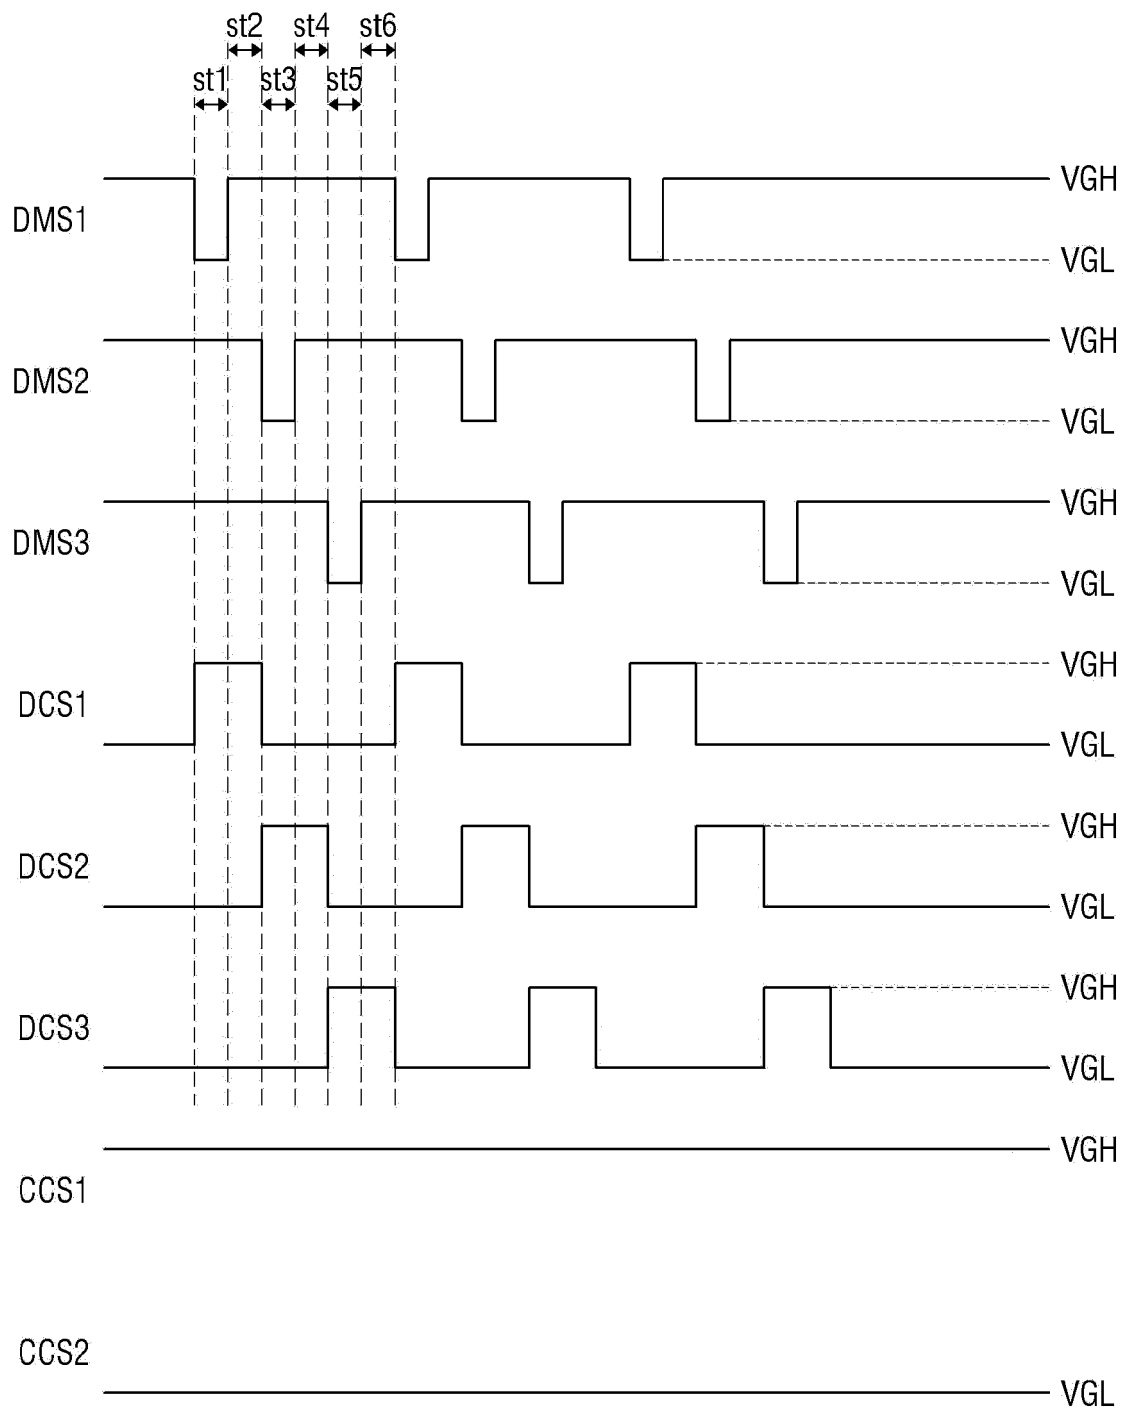 st2 st4 st6
st1 st3 st5
VGH
DMS1
VGL
VGH
DMS2
VGL
VGH
DMS3
VGL
VGH
DCS1
VGL
VGH
DCS2
VGL
VGH
DCS3
VGL
VGH
CCS1
CCS2
VGL